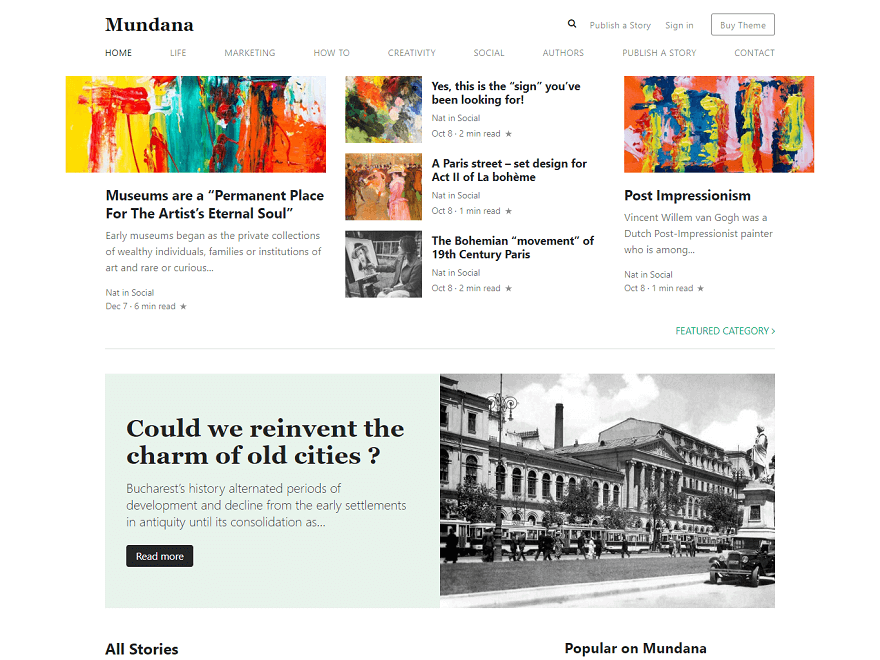 Mundana
Publish a Story
Sign in
Buy Theme
HOME
LIFE
MARKETING
HOW TO
CREATIVITY
SOCIAL
AUTHORS
PUBLISH A STORY
CONTACT
Museums are a “Permanent Place
For The Artist’s Eternal Soul”
Early museums began as the private collections
of wealthy individuals, families or institutions of
art and rare or curious...
Nat in Social
Dec 7 · 6 min read ★
Yes, this is the “sign” you’ve
been looking for!
Nat in Social
Oct 8 · 2 min read ★
A Paris street – set design for
Act II of La bohème
Nat in Social
Oct 8 · 1 min read ★
The Bohemian “movement” of
19th Century Paris
Nat in Social
Oct 8 · 2 min read ★
Post Impressionism
Vincent Willem van Gogh was a
Dutch Post-Impressionist painter
who is among...
Nat in Social
Oct 8 · 1 min read ★
FEATURED CATEGORY >
Could we reinvent the
charm of old cities ?
Bucharest’s history alternated periods of
development and decline from the early settlements
in antiquity until its consolidation as...
Read more
All Stories
Popular on Mundana